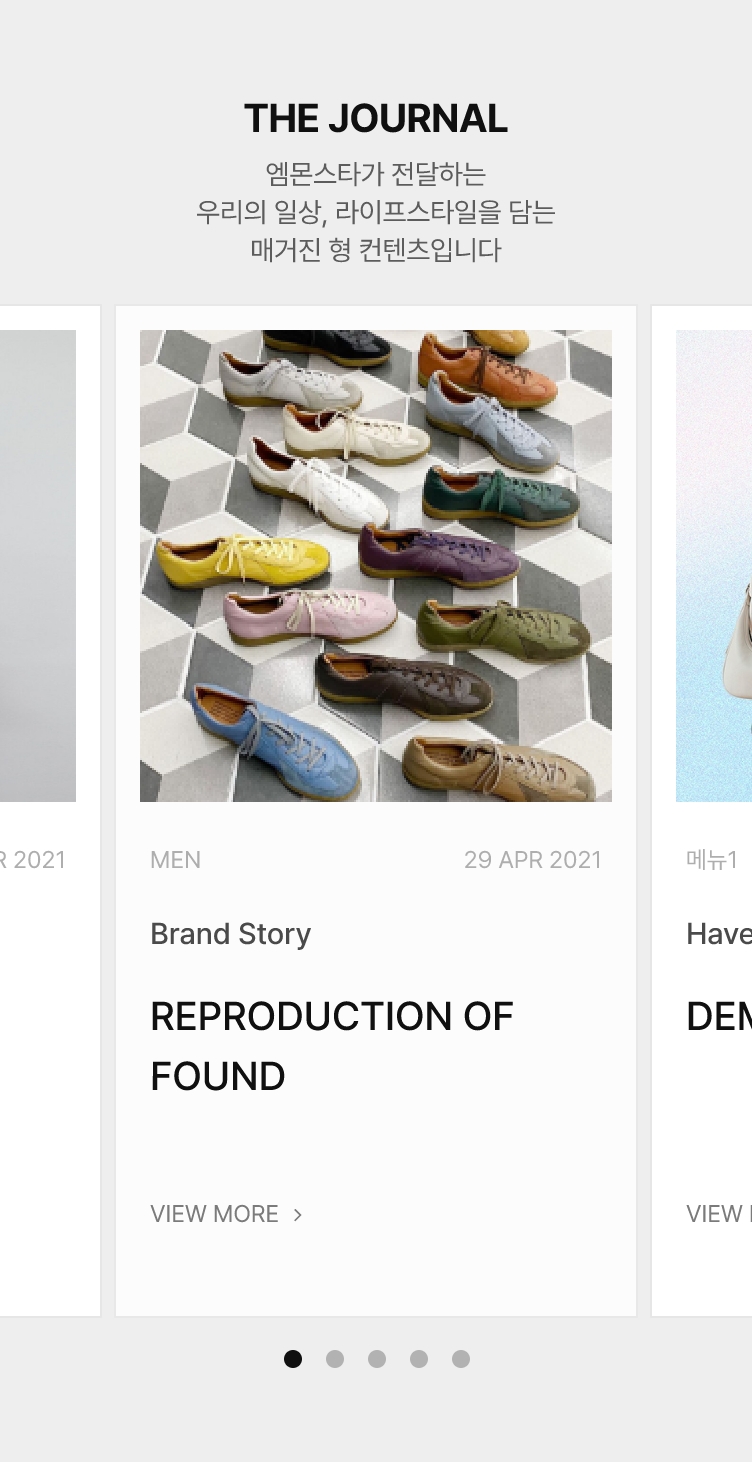 THE JOURNAL
엠몬스타가 전달하는
우리의 일상, 라이프스타일을 담는
매거진 형 컨텐츠입니다
2021
MEN
29 APR 2021
Brand Story
REPRODUCTION OF
FOUND
VIEW MORE
메뉴1
Have
VIEW